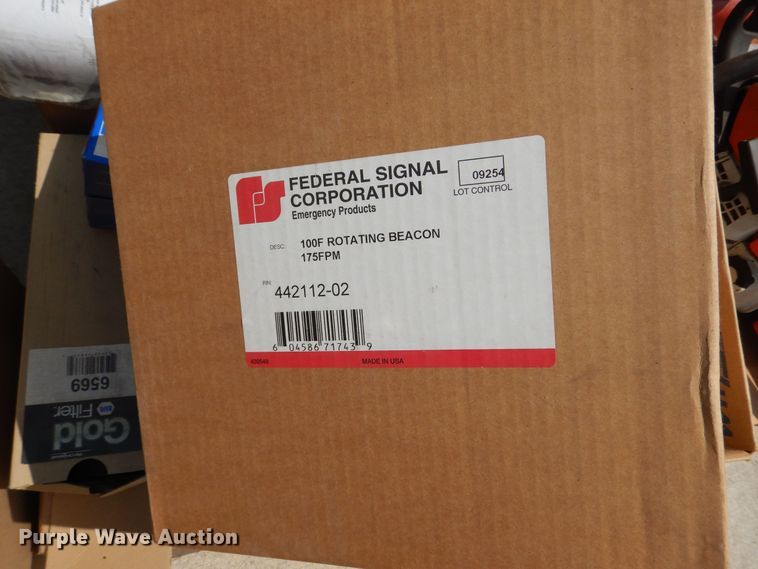 FEDERAL SIGNAL
CORPORATION
Emergency Products
09254
LOT CONTROL
DESC. 100F ROTATING BEACON
175FPM
P/N 442112-02
6 04586 71743 9
MADE IN USA
6569
NAPA
Gold
Filter
Purple Wave Auction